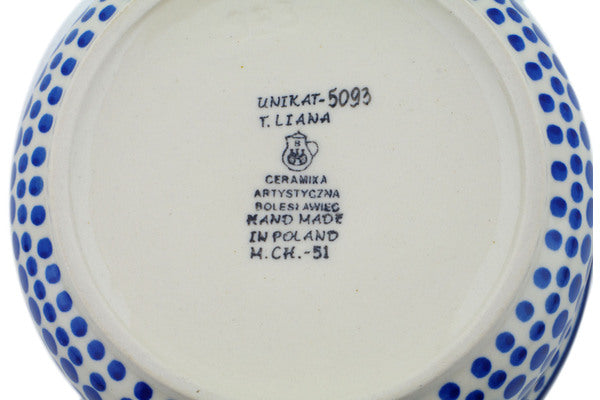 UNIKAT-5093
T. LIANA
CERAMIKA
ARTYSTYCZNA
BOLESŁAWIEC
HAND MADE
IN POLAND
M.CH.-51